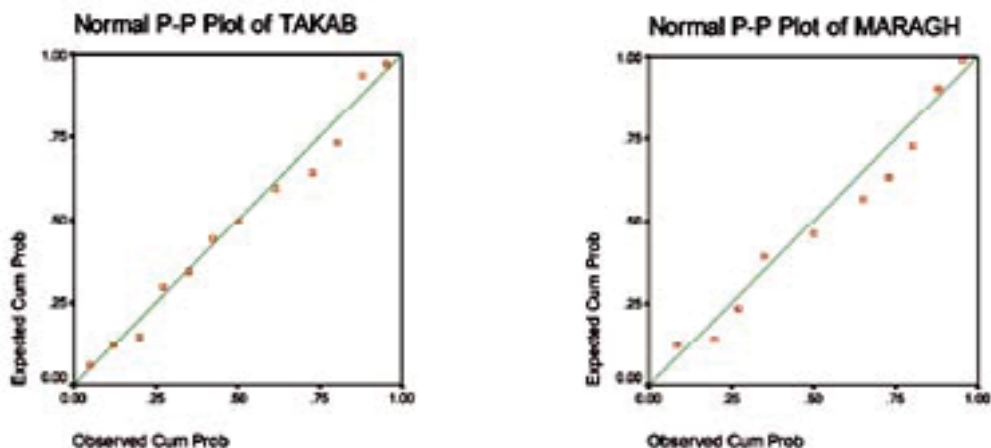 Normal P-P Plot of TAKAB
1.00
.75
.50
.25
0.00
Expected Cum Prob
0.00 .25 .50 .75 1.00
Observed Cum Prob
Normal P-P Plot of MARAGH
1.00
.75
.50
.25
0.00
Expected Cum Prob
0.00 .25 .50 .75 1.00
Observed Cum Prob